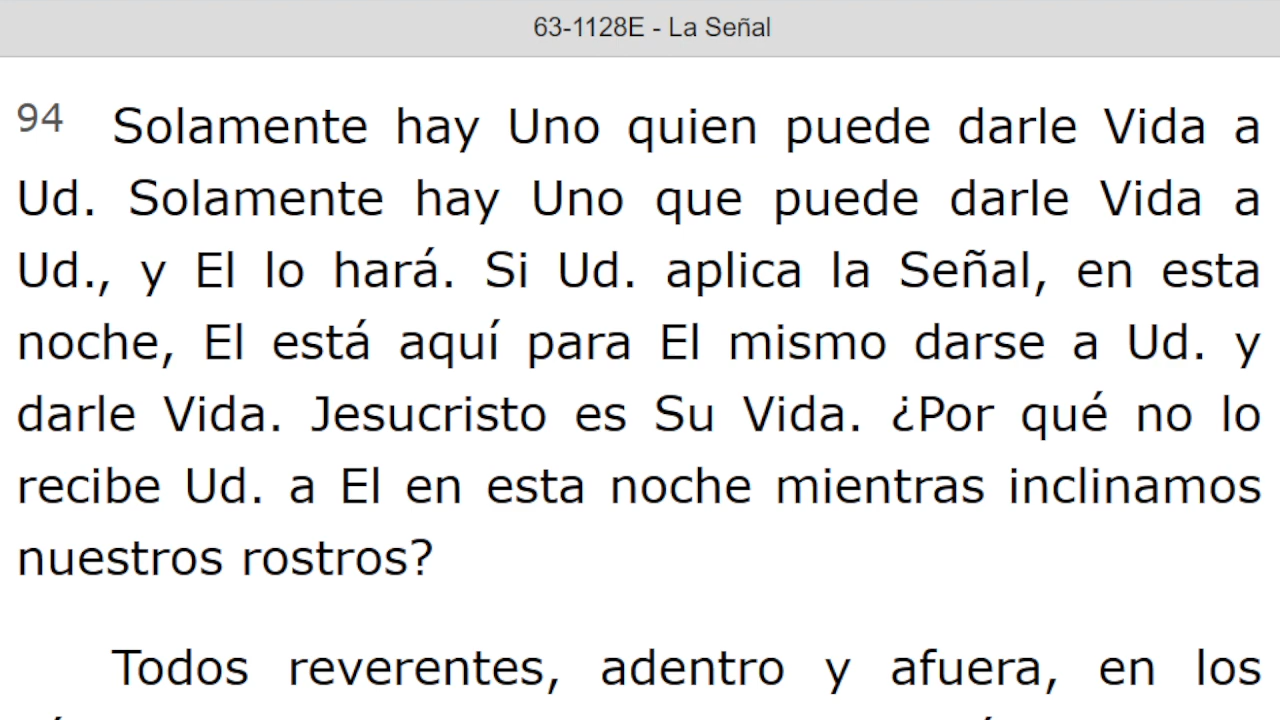 63-1128E - La Señal
94 Solamente hay Uno quien puede darle Vida a
Ud. Solamente hay Uno que puede darle Vida a
Ud., y El lo hará. Si Ud. aplica la Señal, en esta
noche, El está aquí para El mismo darse a Ud. y
darle Vida. Jesucristo es Su Vida. ¿Por qué no lo
recibe Ud. a El en esta noche mientras inclinamos
nuestros rostros?
Todos reverentes, adentro y afuera, en los